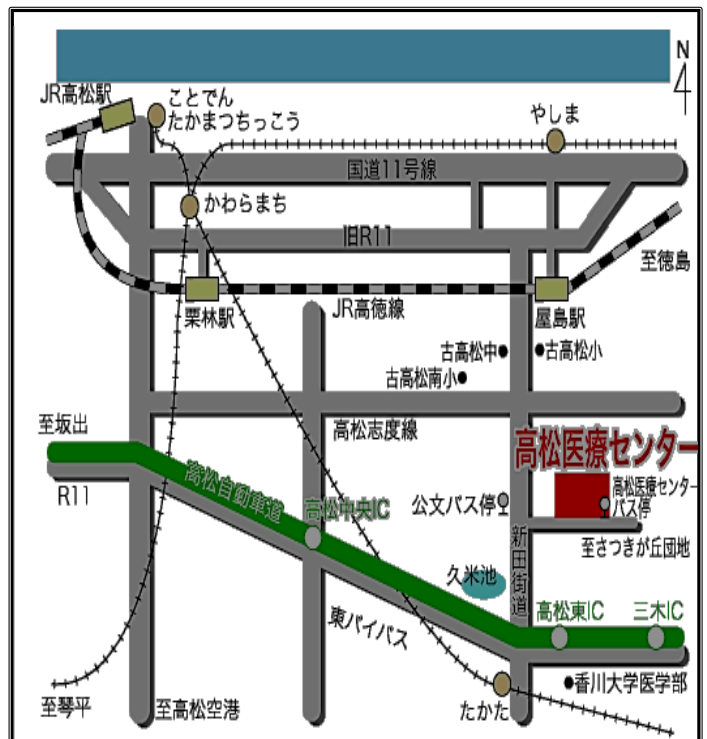 N
JR高松駅
ことでん
たかまつちっこう
やしま
国道11号線
かわらまち
旧R11
至徳島
栗林駅
JR高徳線
屋島駅
古高松中
古高松小
古高松南小
至坂出
高松志度線
高松医療センター
R11
高松自動車道
高松中央IC
公文バス停
高松医療センター
バス停
新田街道
至さつきが丘団地
久米池
東バイパス
高松東IC
三木IC
至琴平
至高松空港
たかた
香川大学医学部